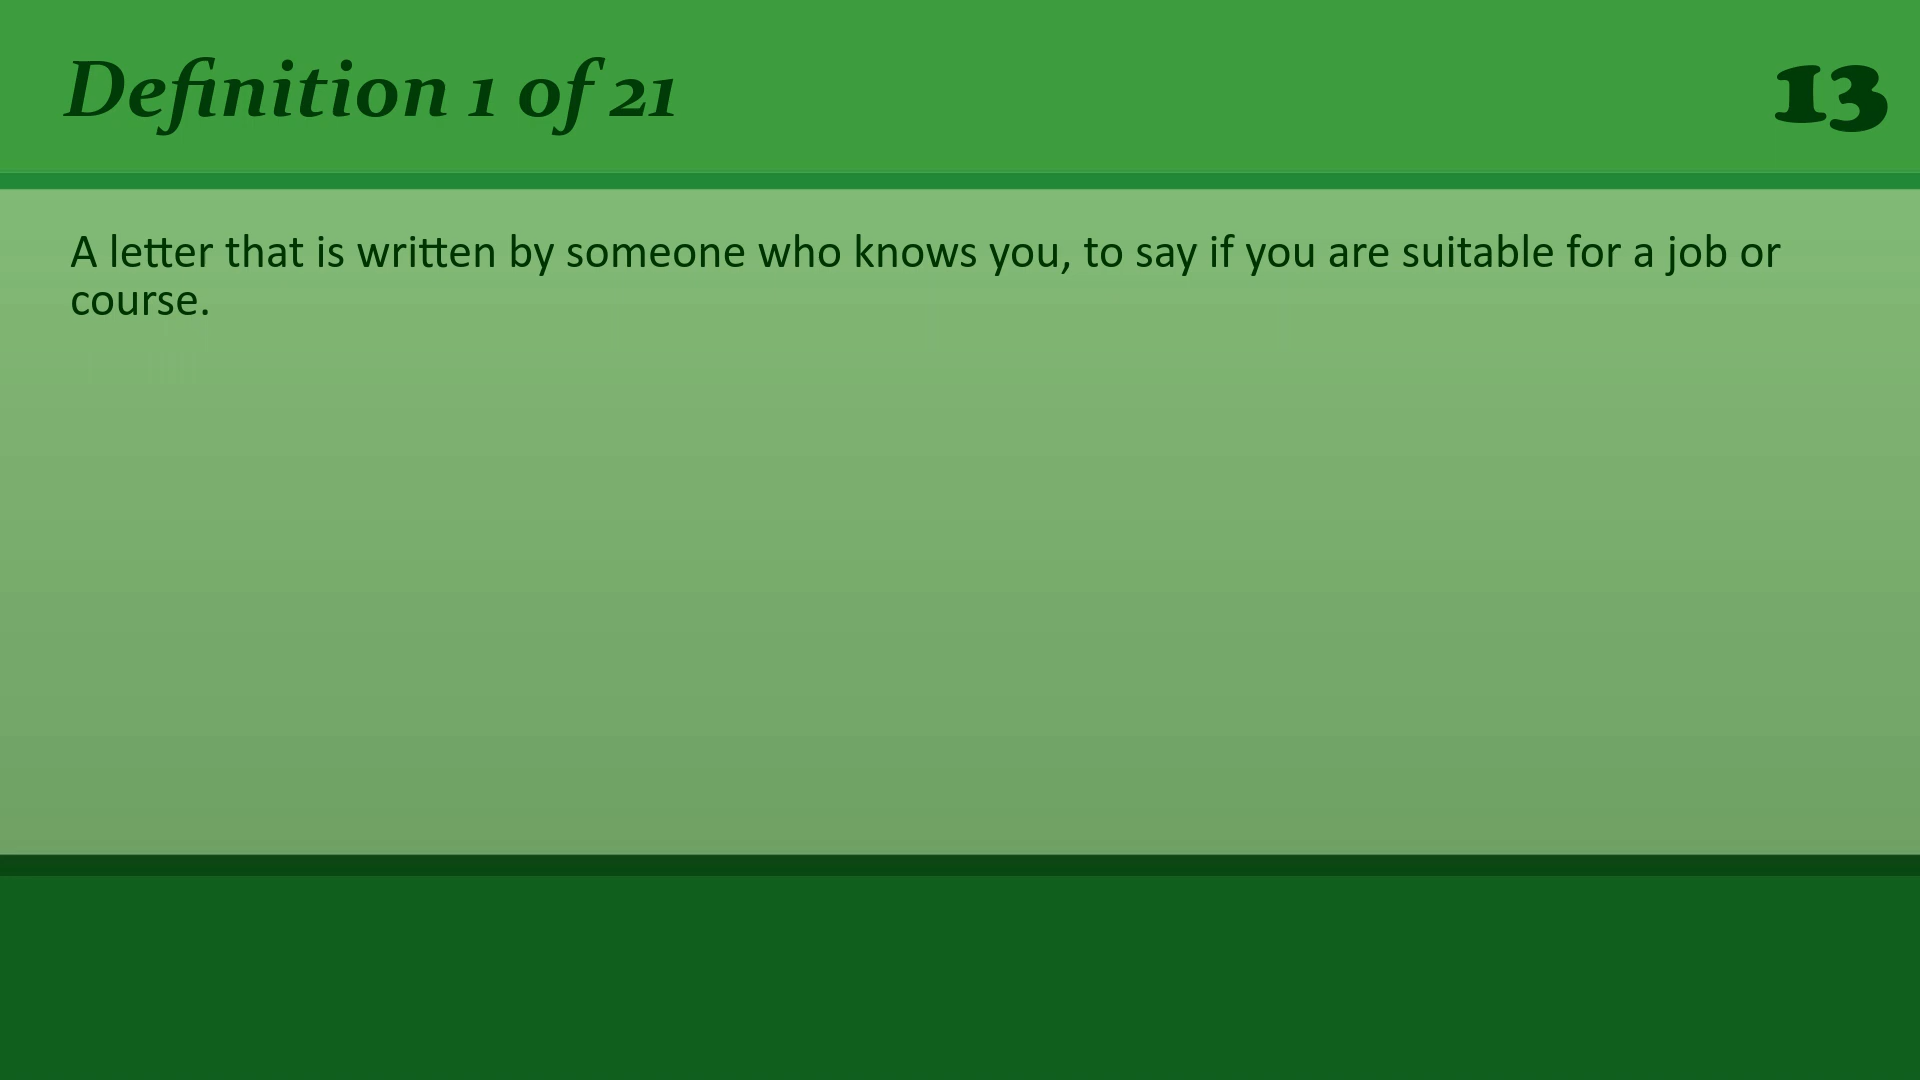 Definition 1 of 21
13
A letter that is written by someone who knows you, to say if you are suitable for a job or
course.